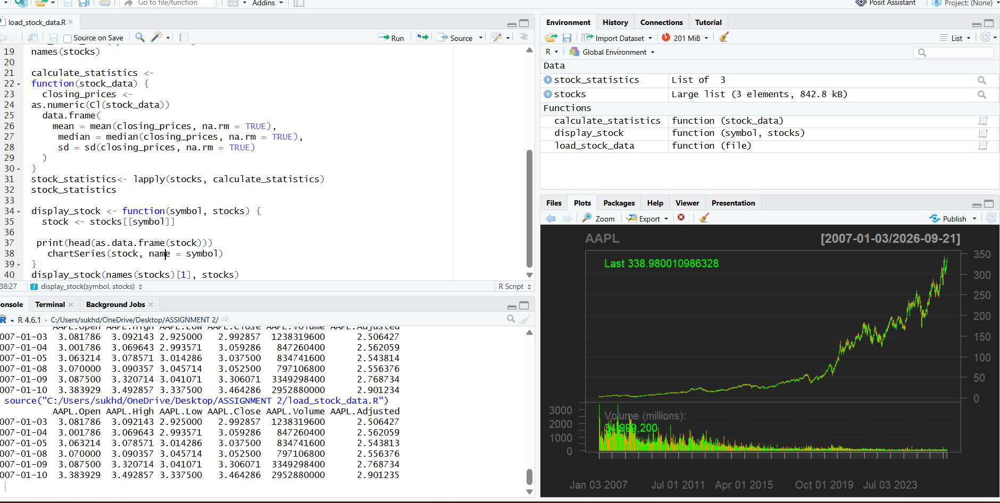 Go to file/function
Addins
Posit Assistant
Project: (None)
load_stock_data.R
Source on Save
Run
Source
19 names(stocks)
20
21 calculate_statistics <-
22 function(stock_data) {
23   closing_prices <-
24 as.numeric(Cl(stock_data))
25   data.frame(
26     mean = mean(closing_prices, na.rm = TRUE),
27      median = median(closing_prices, na.rm = TRUE),
28      sd = sd(closing_prices, na.rm = TRUE)
29   )
30 }
31 stock_statistics<- lapply(stocks, calculate_statistics)
32 stock_statistics
33
34 display_stock <- function(symbol, stocks) {
35   stock <- stocks[[symbol]]
36
37  print(head(as.data.frame(stock)))
38    chartSeries(stock, name = symbol)
39 }
40 display_stock(names(stocks)[1], stocks)
38:27
display_stock(symbol, stocks)
R Script
onsole
Terminal
Background Jobs
R 4.6.1 · C:/Users/sukhd/OneDrive/Desktop/ASSIGNMENT 2/
AAPL.Open AAPL.High AAPL.Low AAPL.Close AAPL.Volume AAPL.Adjusted
007-01-03 3.081786 3.092143 2.925000 2.992857 1238319600 2.506427
007-01-04 3.001786 3.069643 2.993571 3.059286 847260400 2.562059
007-01-05 3.063214 3.078571 3.014286 3.037500 834741600 2.543814
007-01-08 3.070000 3.090357 3.045714 3.052500 797106800 2.556376
007-01-09 3.087500 3.320714 3.041071 3.306071 3349298400 2.768734
007-01-10 3.383929 3.492857 3.337500 3.464286 2952880000 2.901234
source("C:/Users/sukhd/OneDrive/Desktop/ASSIGNMENT 2/load_stock_data.R")
AAPL.Open AAPL.High AAPL.Low AAPL.Close AAPL.Volume AAPL.Adjusted
007-01-03 3.081786 3.092143 2.925000 2.992857 1238319600 2.506427
007-01-04 3.001786 3.069643 2.993571 3.059286 847260400 2.562059
007-01-05 3.063214 3.078571 3.014286 3.037500 834741600 2.543813
007-01-08 3.070000 3.090357 3.045714 3.052500 797106800 2.556376
007-01-09 3.087500 3.320714 3.041071 3.306071 3349298400 2.768734
007-01-10 3.383929 3.492857 3.337500 3.464286 2952880000 2.901235
Environment
History
Connections
Tutorial
Import Dataset
201 MiB
List
R
Global Environment
Data
stock_statistics List of  3
stocks Large list (3 elements, 842.8 kB)
Functions
calculate_statistics function (stock_data)
display_stock function (symbol, stocks)
load_stock_data function (file)
Files
Plots
Packages
Help
Viewer
Presentation
Zoom
Export
Publish
AAPL
[2007-01-03/2026-09-21]
Last 338.980010986328
350
300
250
200
150
100
50
0
Volume (millions):
34,999,200
3000
2000
1000
0
Jan 03 2007
Jul 01 2011
Apr 01 2015
Oct 01 2019
Jul 03 2023